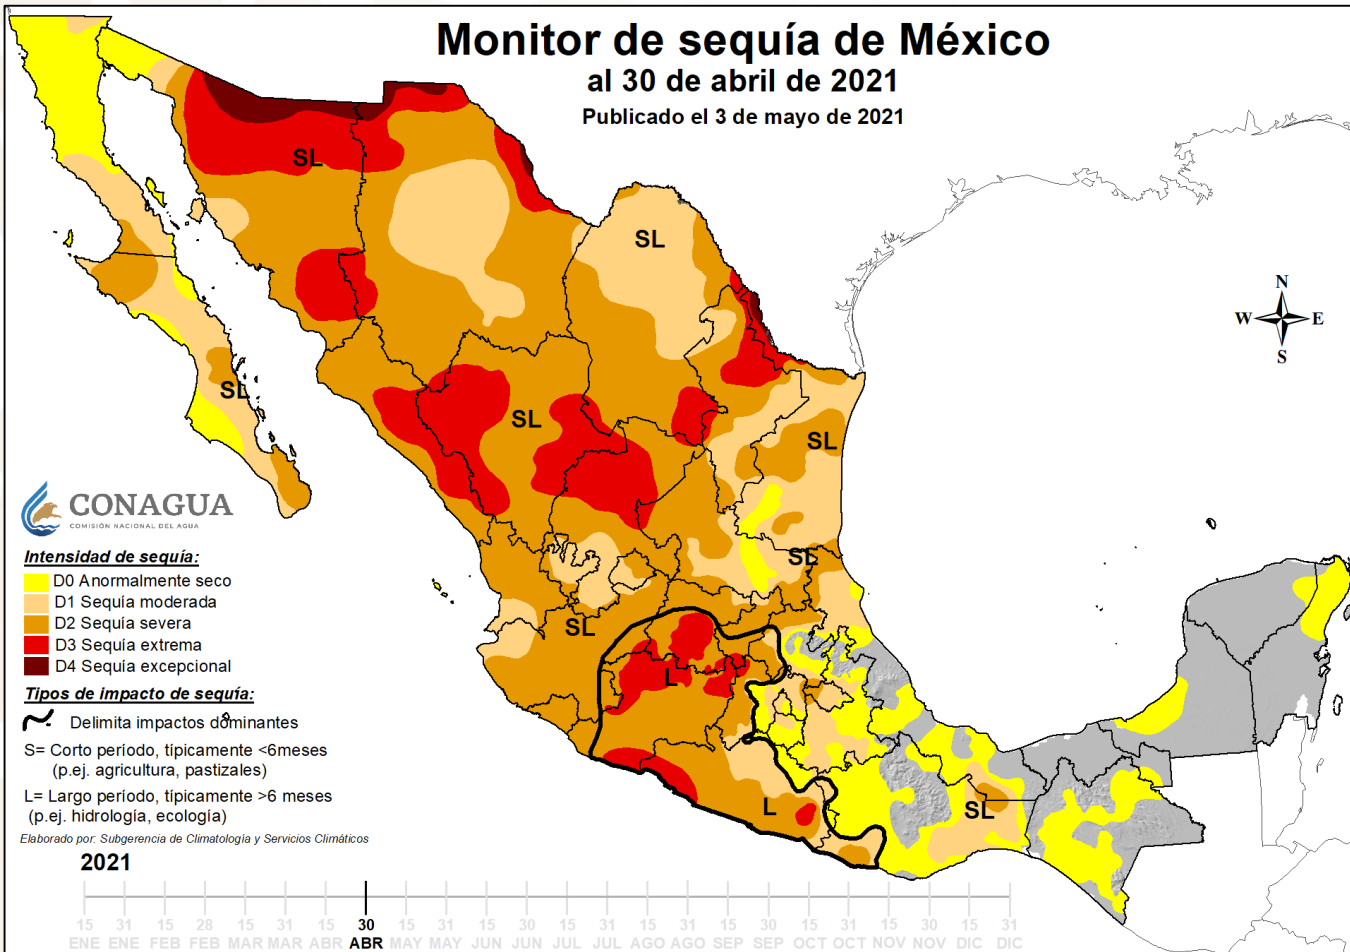 Monitor de sequía de México
al 30 de abril de 2021
Publicado el 3 de mayo de 2021
SL
SL
SL
SL
SL
SL
SL
L
L
SL
N
W E
S
CONAGUA
COMISIÓN NACIONAL DEL AGUA
Intensidad de sequía:
D0 Anormalmente seco
D1 Sequía moderada
D2 Sequía severa
D3 Sequía extrema
D4 Sequía excepcional
Tipos de impacto de sequía:
Delimita impactos dominantes
S= Corto periodo, típicamente <6meses
(p.ej. agricultura, pastizales)
L= Largo periodo, típicamente >6 meses
(p.ej. hidrología, ecología)
Elaborado por: Subgerencia de Climatología y Servicios Climáticos
2021
15 31 15 28 15 31 15 30 15 31 15 30 15 31 15 31 15 30 15 31 15 30 15 31
ENE ENE FEB FEB MAR MAR ABR ABR MAY MAY JUN JUN JUL JUL AGO AGO SEP SEP OCT OCT NOV NOV DIC DIC